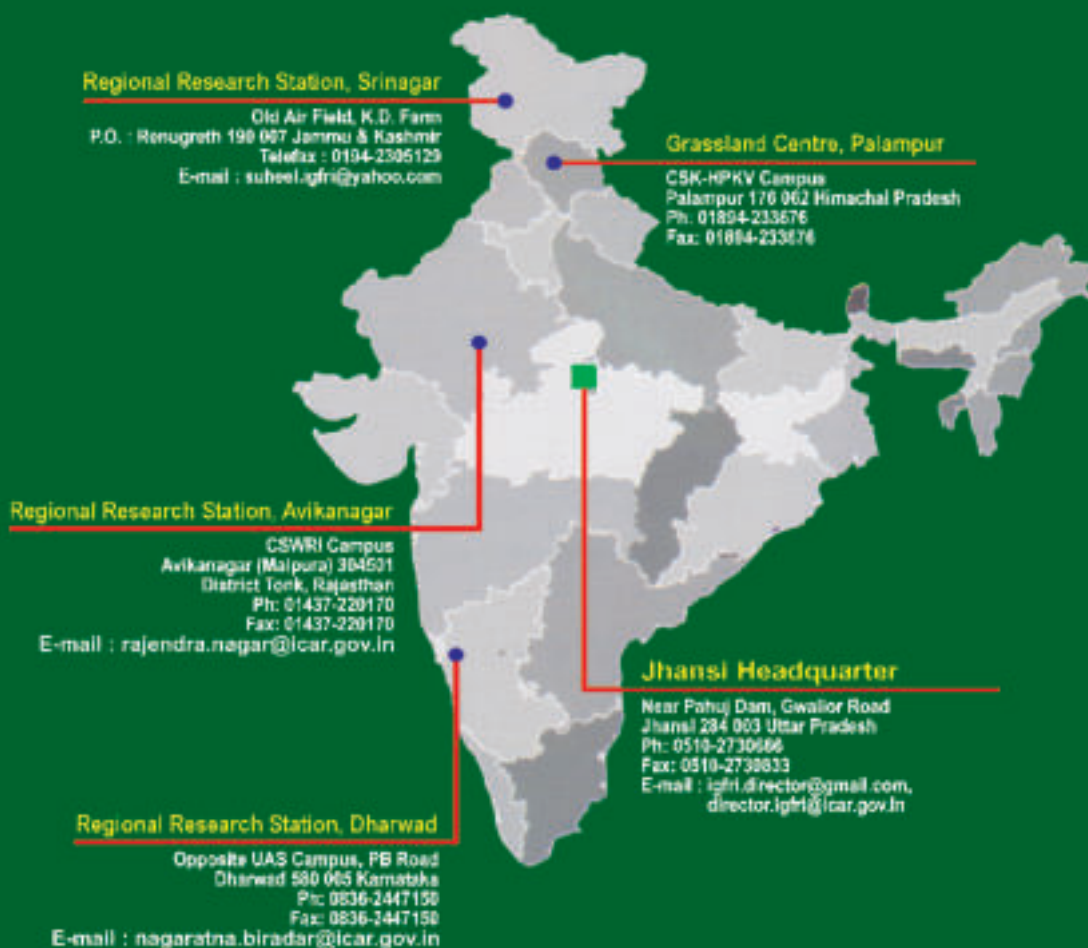 Regional Research Station, Srinagar
Old Air Field, K.D. Farm
P.O. : Renugreth 190 007 Jammu & Kashmir
Telefax : 0194-2305129
E-mail : suheel.igfri@yahoo.com
Grassland Centre, Palampur
CSK-HPKV Campus
Palampur 176 062 Himachal Pradesh
Ph: 01894-233676
Fax: 01894-233676
Regional Research Station, Avikanagar
CSWRI Campus
Avikanagar (Malpura) 304501
District Tonk, Rajasthan
Ph: 01437-220170
Fax: 01437-220170
E-mail : rajendra.nagar@icar.gov.in
Jhansi Headquarter
Near Pahuj Dam, Gwalior Road
Jhansi 284 003 Uttar Pradesh
Ph: 0510-2730666
Fax: 0510-2730833
E-mail : igfri.director@gmail.com,
director.igfri@icar.gov.in
Regional Research Station, Dharwad
Opposite UAS Campus, PB Road
Dharwad 580 005 Karnataka
Ph: 0836-2447150
Fax: 0836-2447150
E-mail : nagaratna.biradar@icar.gov.in